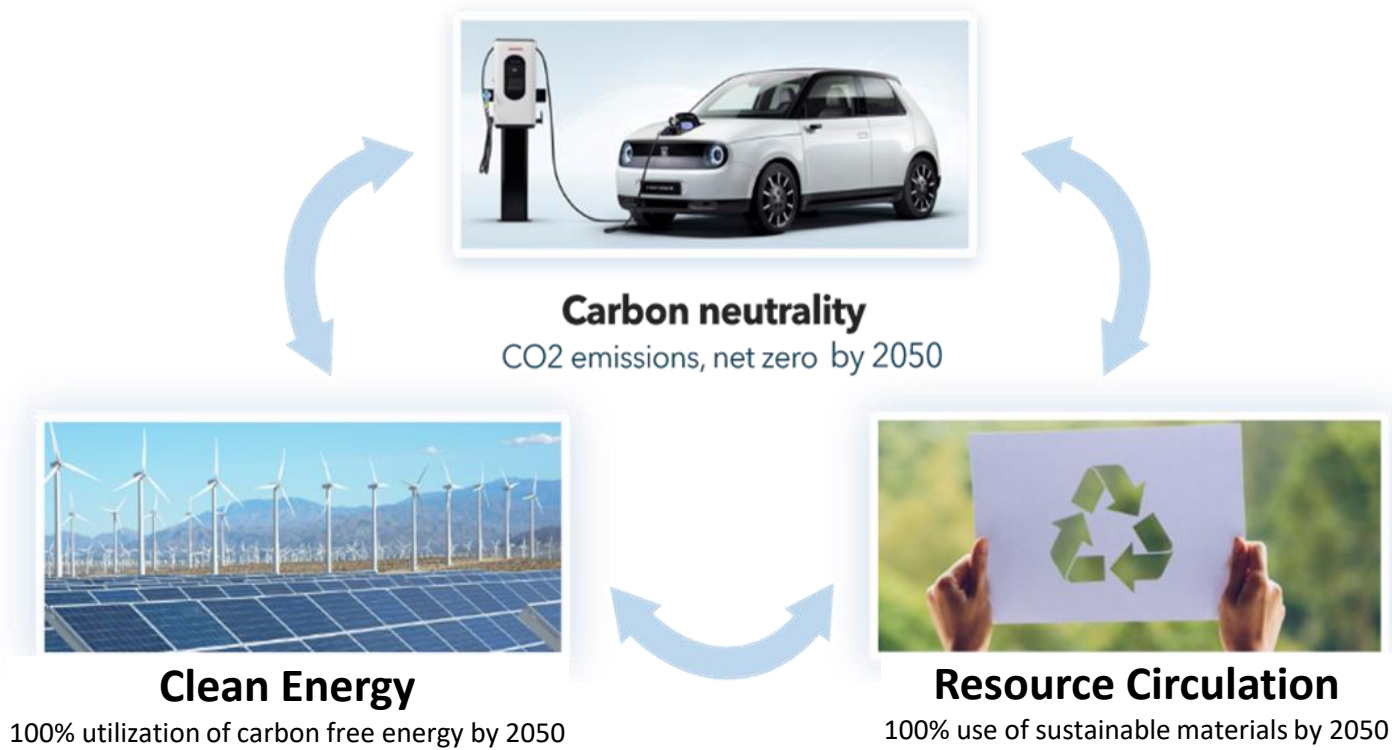 Carbon neutrality
CO2 emissions, net zero by 2050
Clean Energy
100% utilization of carbon free energy by 2050
Resource Circulation
100% use of sustainable materials by 2050